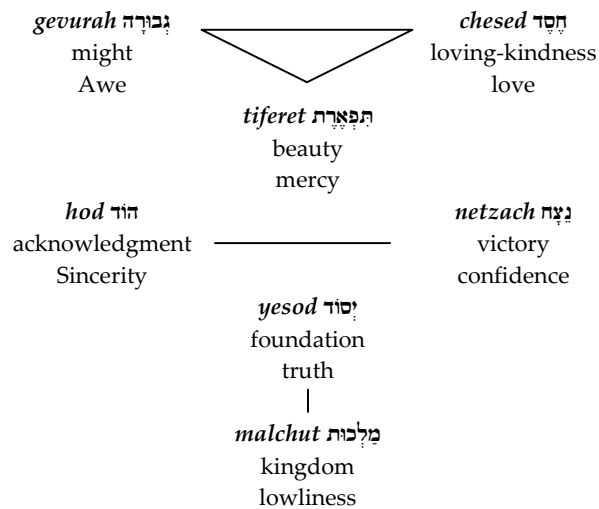 gevurah גְּבוּרָה
might
Awe
chesed חֶסֶד
loving-kindness
love
tiferet תִּפְאֶרֶת
beauty
mercy
hod הוֹד
acknowledgment
Sincerity
netzach נֵצַח
victory
confidence
yesod יְסוֹד
foundation
truth
malchut מַלְכוּת
kingdom
lowliness